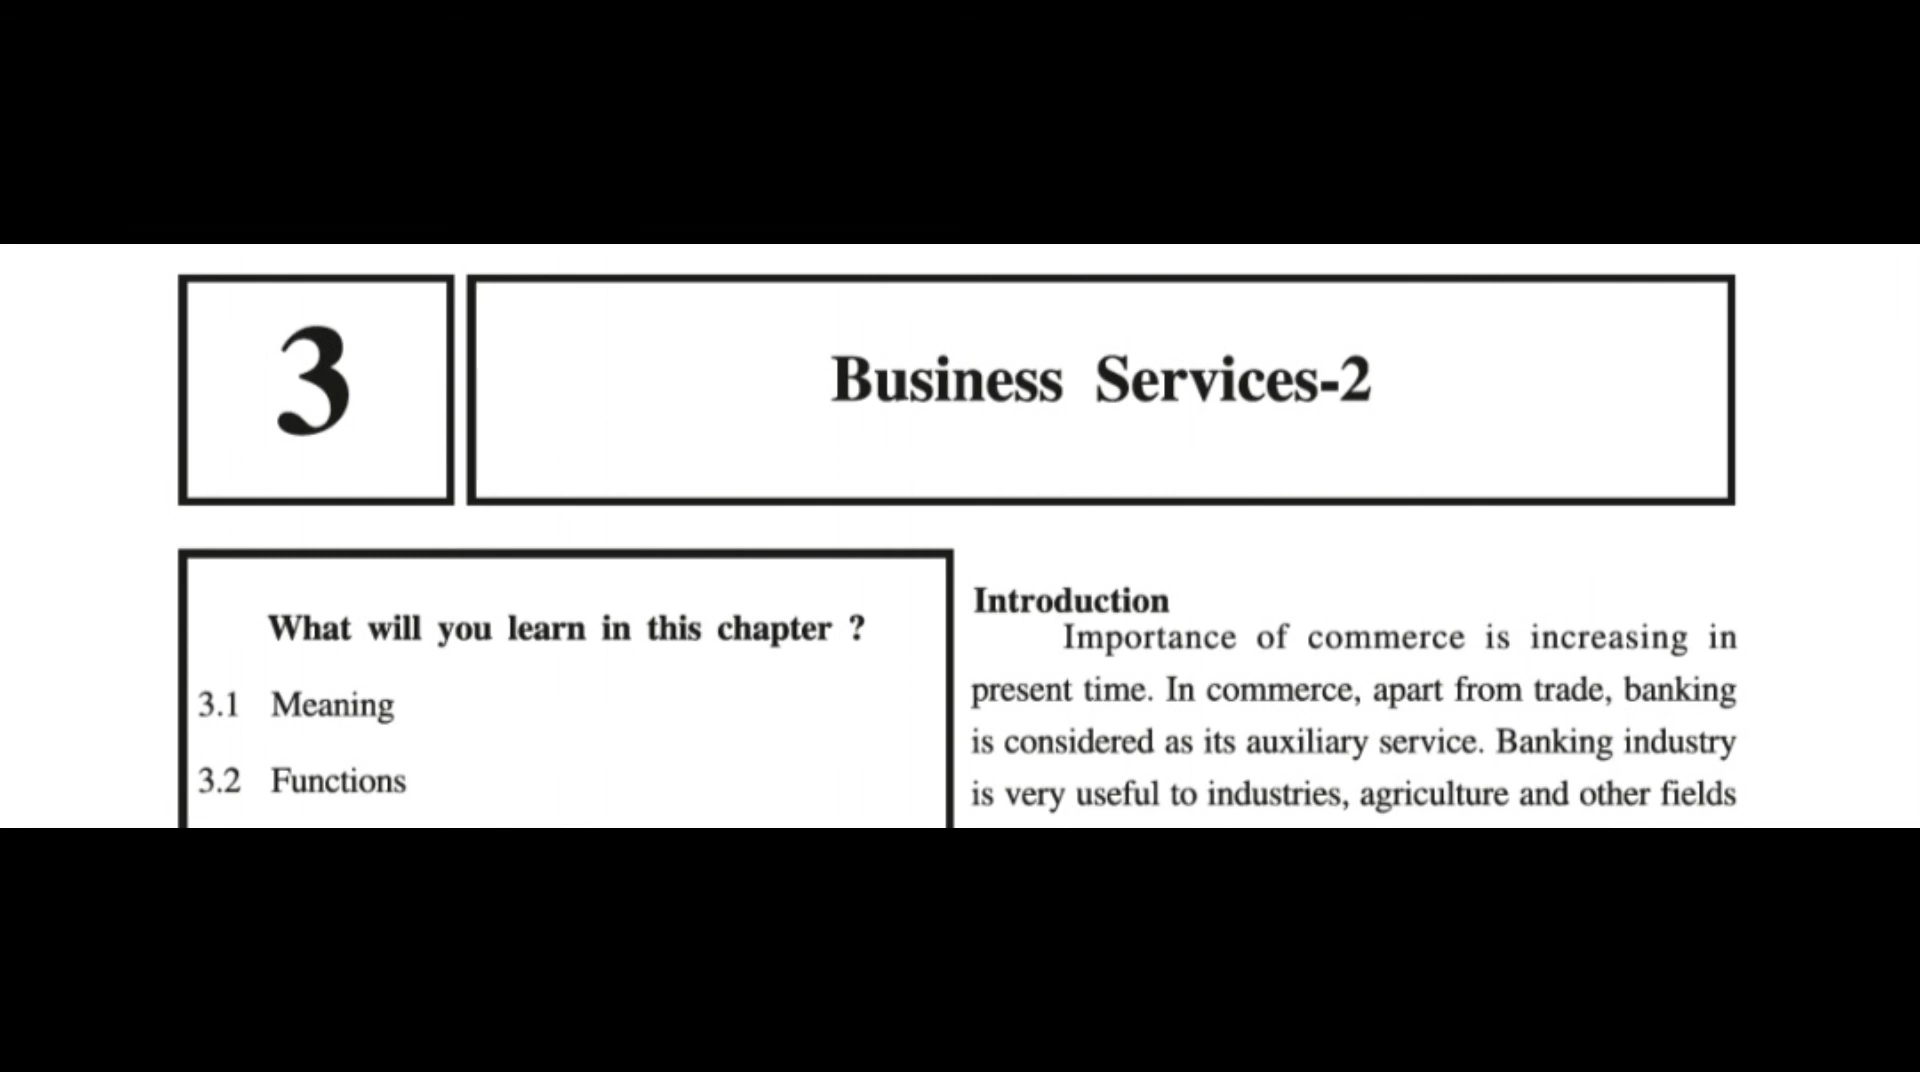 3
Business Services-2
What will you learn in this chapter ?
3.1 Meaning
3.2 Functions
Introduction
Importance of commerce is increasing in
present time. In commerce, apart from trade, banking
is considered as its auxiliary service. Banking industry
is very useful to industries, agriculture and other fields